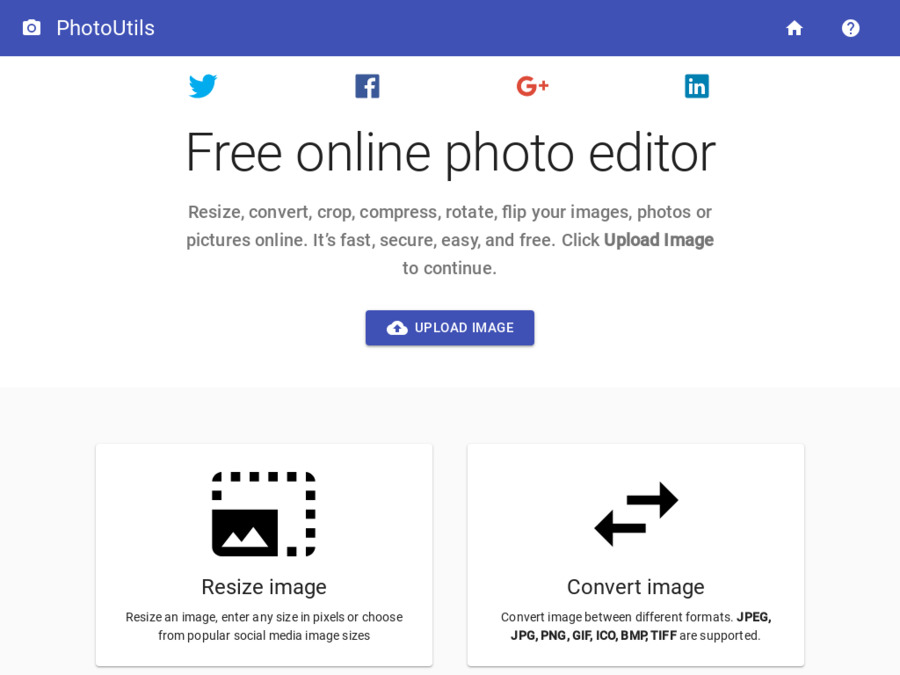 PhotoUtils
Free online photo editor
Resize, convert, crop, compress, rotate, flip your images, photos or
pictures online. It’s fast, secure, easy, and free. Click Upload Image
to continue.
UPLOAD IMAGE
Resize image
Resize an image, enter any size in pixels or choose
from popular social media image sizes
Convert image
Convert image between different formats. JPEG,
JPG, PNG, GIF, ICO, BMP, TIFF are supported.